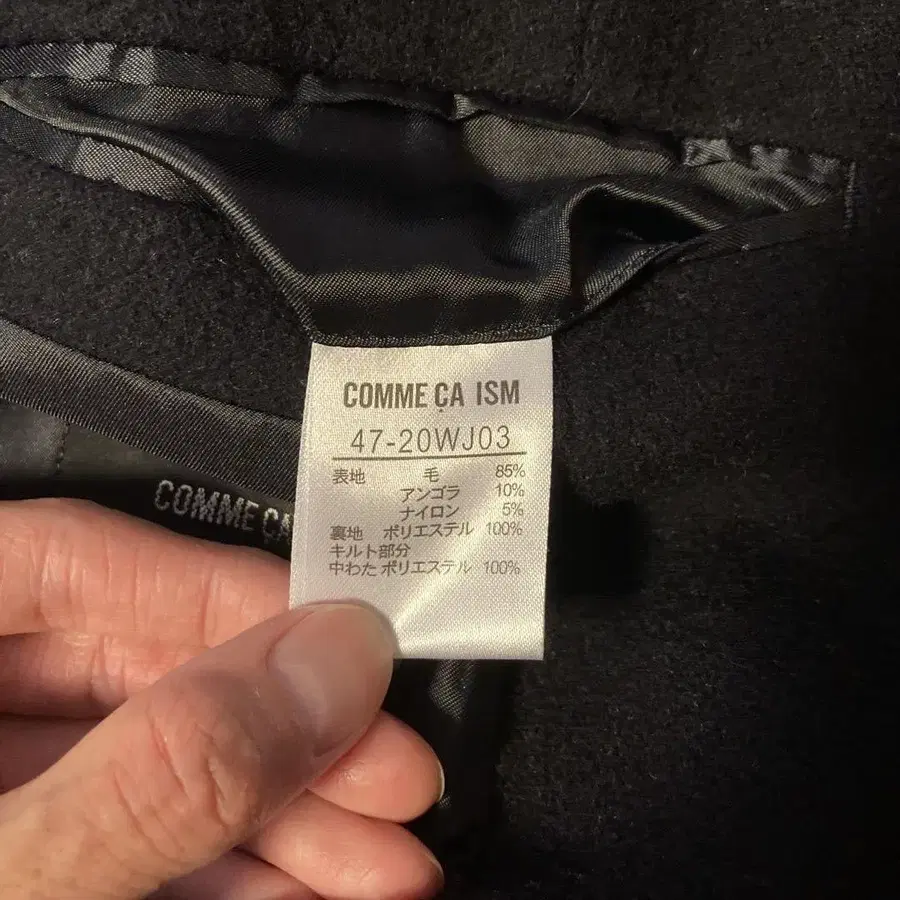 COMME ÇA ISM
47-20WJ03
表地 毛 85%
アンゴラ 10%
ナイロン 5%
裏地 ポリエステル 100%
キルト部分
中わた ポリエステル 100%
COMME ÇA